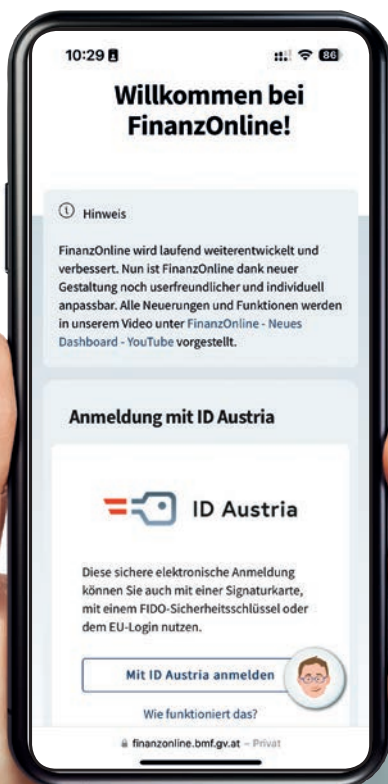 10:29
86
Willkommen bei
FinanzOnline!
Hinweis
FinanzOnline wird laufend weiterentwickelt und
verbessert. Nun ist FinanzOnline dank neuer
Gestaltung noch userfreundlicher und individuell
anpassbar. Alle Neuerungen und Funktionen werden
in unserem Video unter FinanzOnline - Neues
Dashboard - YouTube vorgestellt.
Anmeldung mit ID Austria
ID Austria
Diese sichere elektronische Anmeldung
können Sie auch mit einer Signaturkarte,
mit einem FIDO-Sicherheitsschlüssel oder
dem EU-Login nutzen.
Mit ID Austria anmelden
Wie funktioniert das?
finanzonline.bmf.gv.at – Privat